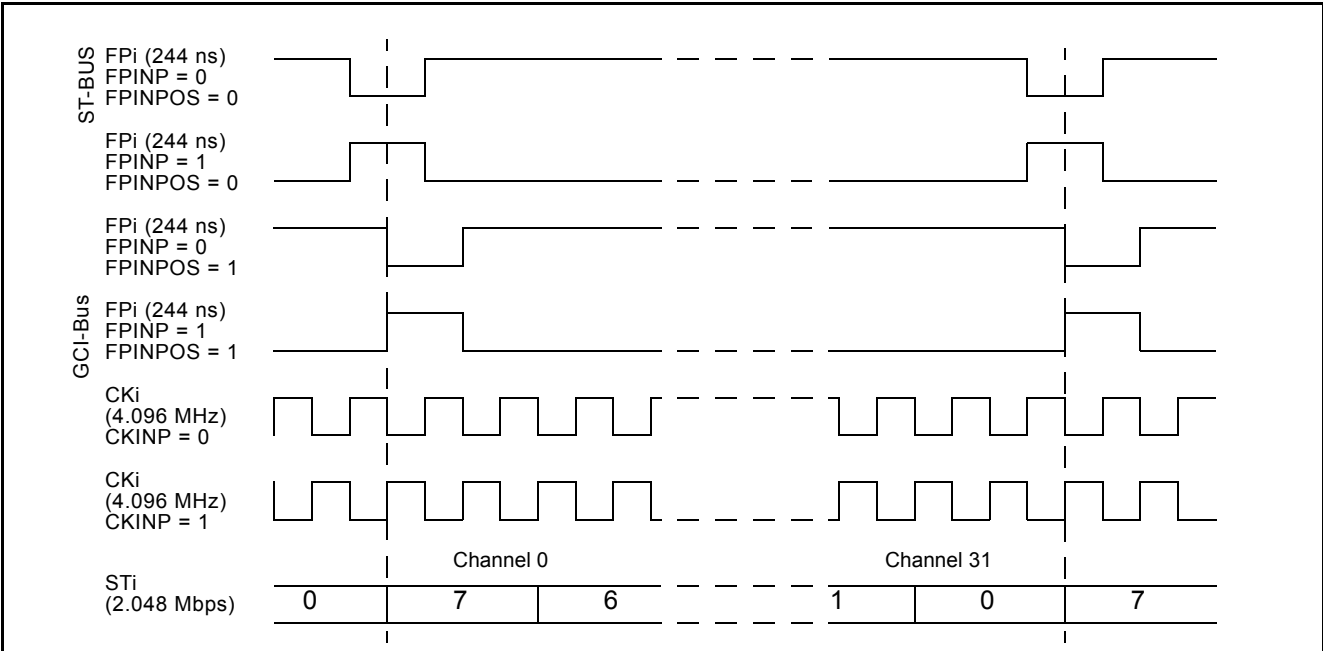 ST-BUS
FPi (244 ns)
FPINP = 0
FPINPOS = 0
FPi (244 ns)
FPINP = 1
FPINPOS = 0
FPi (244 ns)
FPINP = 0
FPINPOS = 1
GCI-Bus
FPi (244 ns)
FPINP = 1
FPINPOS = 1
CKi
(4.096 MHz)
CKINP = 0
CKi
(4.096 MHz)
CKINP = 1
Channel 0 Channel 31
STi
(2.048 Mbps)
0 7 6 1 0 7